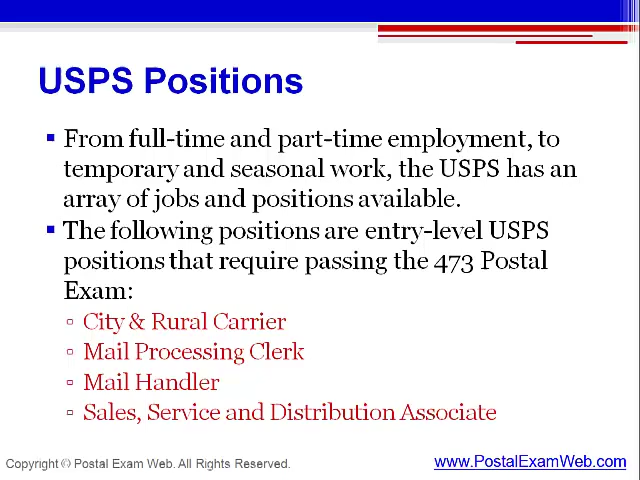 USPS Positions
▪ From full-time and part-time employment, to
temporary and seasonal work, the USPS has an
array of jobs and positions available.
▪ The following positions are entry-level USPS
positions that require passing the 473 Postal
Exam:
▫ City & Rural Carrier
▫ Mail Processing Clerk
▫ Mail Handler
▫ Sales, Service and Distribution Associate
Copyright © Postal Exam Web. All Rights Reserved.
www.PostalExamWeb.com